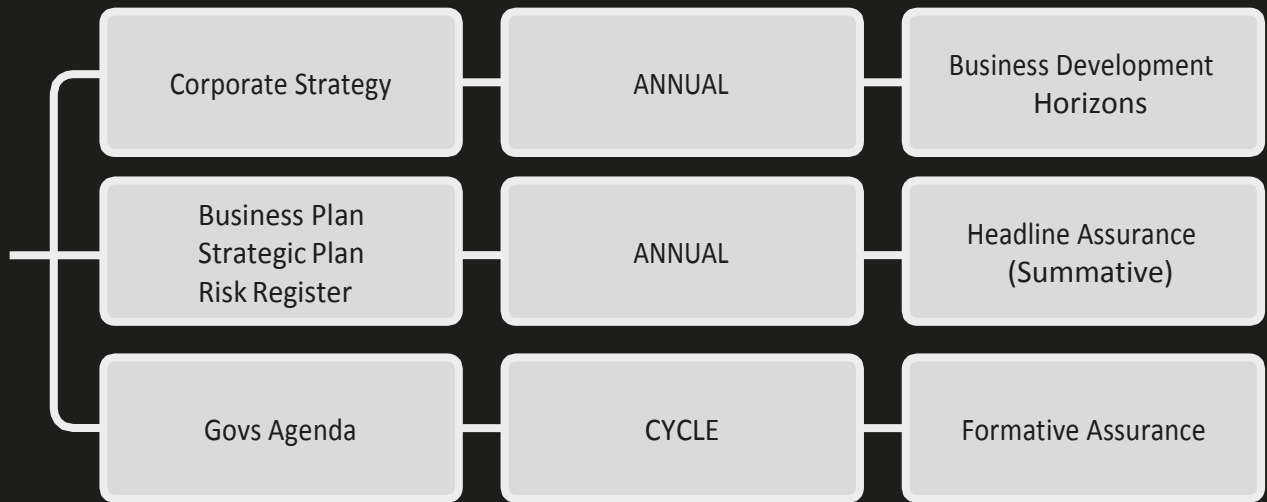 Corporate Strategy
ANNUAL
Business Development
Horizons
Business Plan
Strategic Plan
Risk Register
ANNUAL
Headline Assurance
(Summative)
Govs Agenda
CYCLE
Formative Assurance